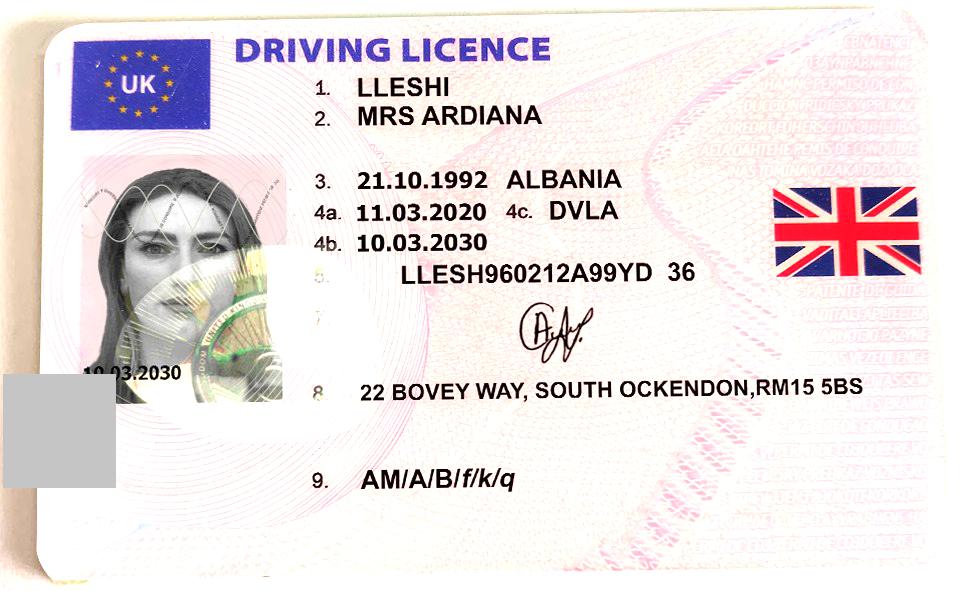 UK
DRIVING LICENCE
1. LLESHI
2. MRS ARDIANA
3. 21.10.1992 ALBANIA
4a. 11.03.2020 4c. DVLA
4b. 10.03.2030
5. LLESH960212A99YD 36
7.
10.03.2030
8 22 BOVEY WAY, SOUTH OCKENDON,RM15 5BS
9. AM/A/B/f/k/q